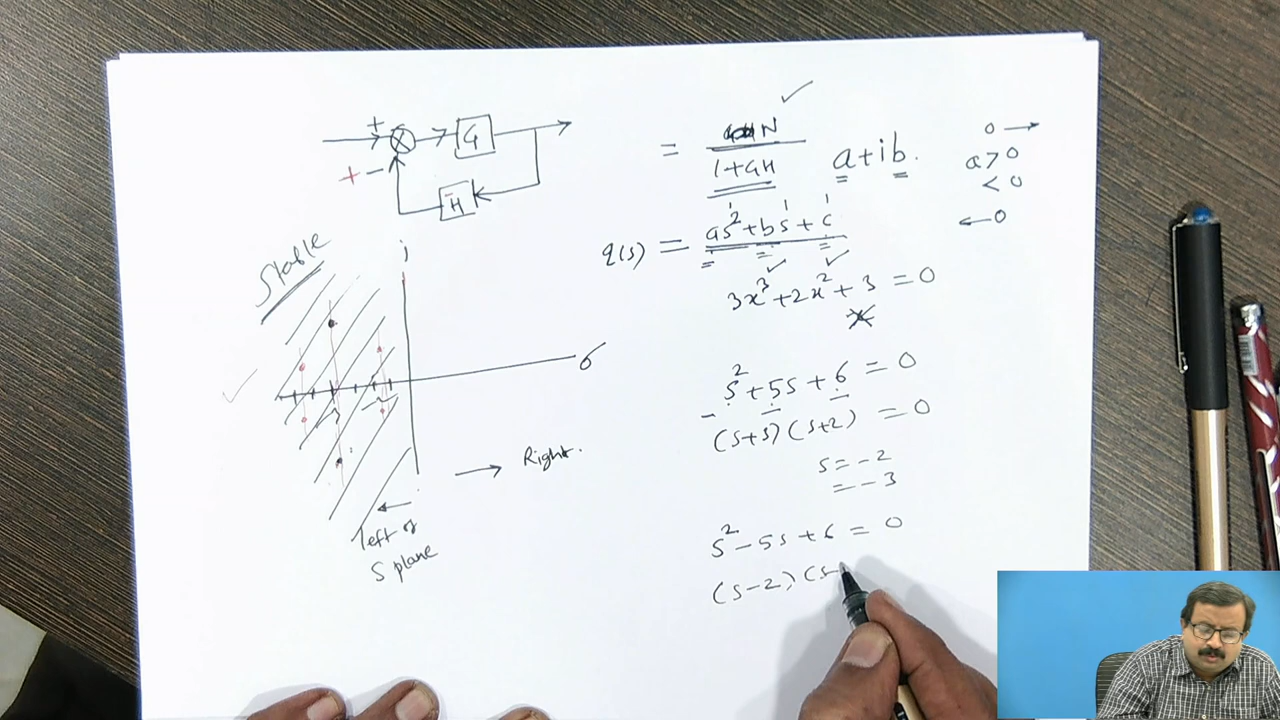 + −
G
+ −
H
= N / 1+GH
a+ib.
0 →
a>0
<0
← 0
q(s) = as²+bs+c
3x³+2x²+3 = 0
Stable
j
σ
s²+5s+6 = 0
(s+3)(s+2) = 0
s=−2
=−3
→ Right.
←
left of
S plane
s²−5s+6 = 0
(s−2)(s−